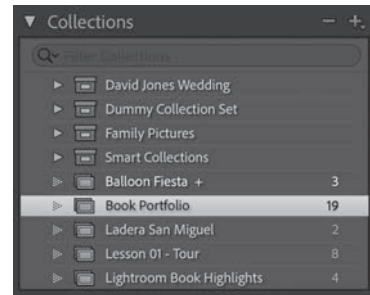 Collections − +
Filter Collections
David Jones Wedding
Dummy Collection Set
Family Pictures
Smart Collections
Balloon Fiesta + 3
Book Portfolio 19
Ladera San Miguel 2
Lesson 01 - Tour 8
Lightroom Book Highlights 4